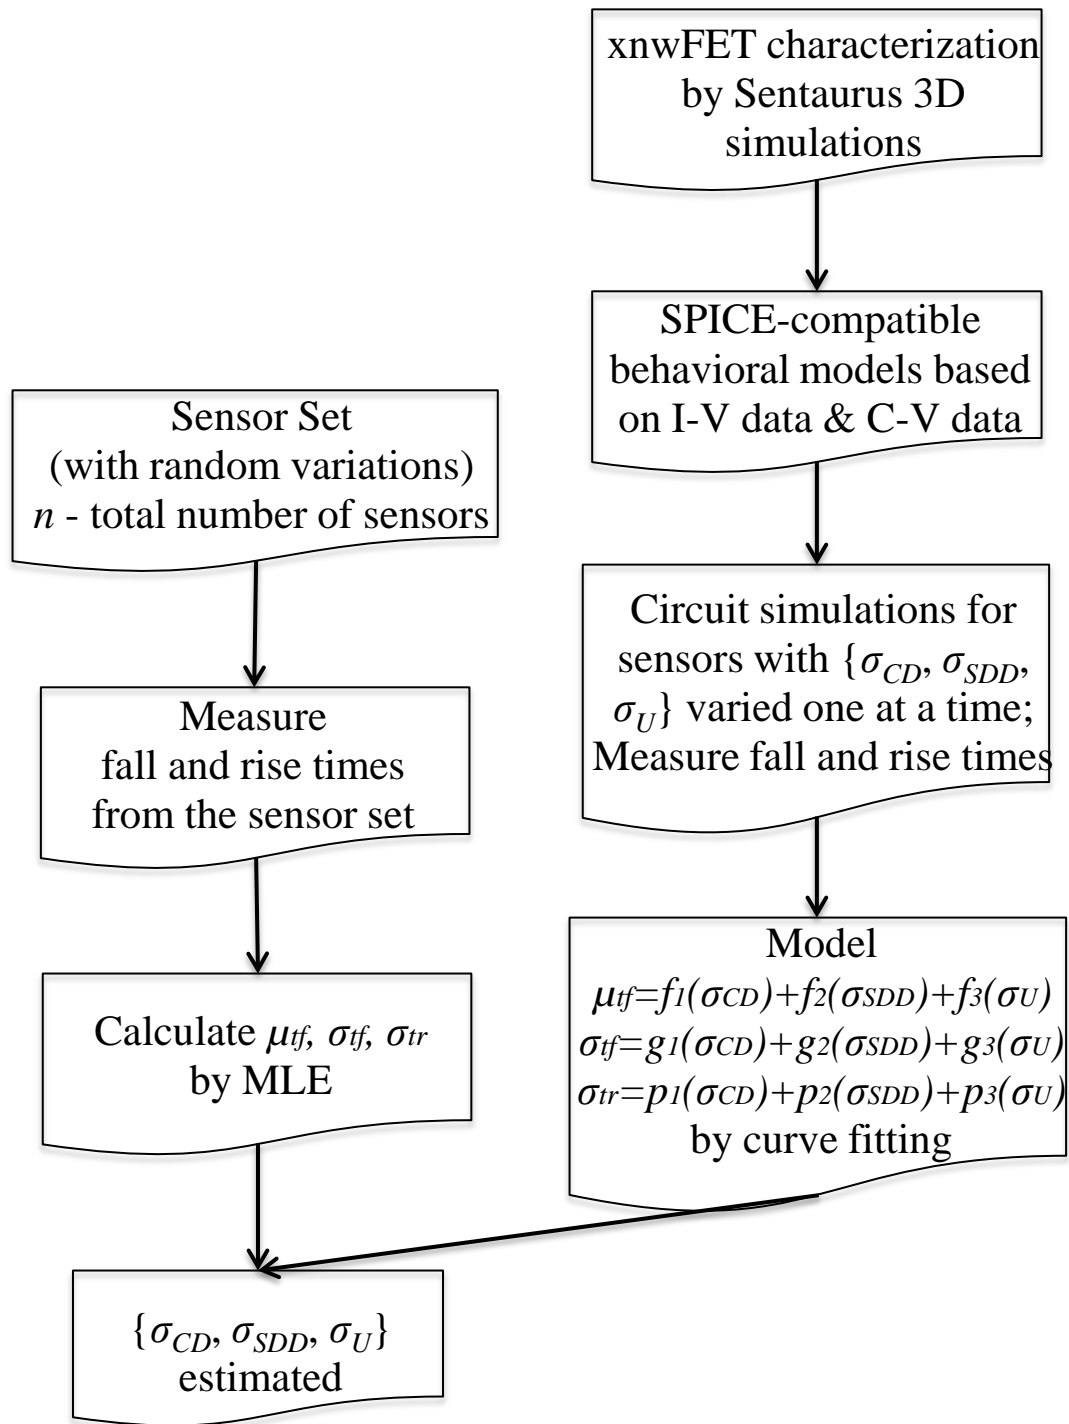 xnwFET characterization
by Sentaurus 3D
simulations
SPICE-compatible
behavioral models based
on I-V data & C-V data
Sensor Set
(with random variations)
n - total number of sensors
Circuit simulations for
sensors with {σCD, σSDD,
σU} varied one at a time;
Measure fall and rise times
Measure
fall and rise times
from the sensor set
Model
μtf=f1(σCD)+f2(σSDD)+f3(σU)
σtf=g1(σCD)+g2(σSDD)+g3(σU)
σtr=p1(σCD)+p2(σSDD)+p3(σU)
by curve fitting
Calculate μtf, σtf, σtr
by MLE
{σCD, σSDD, σU}
estimated